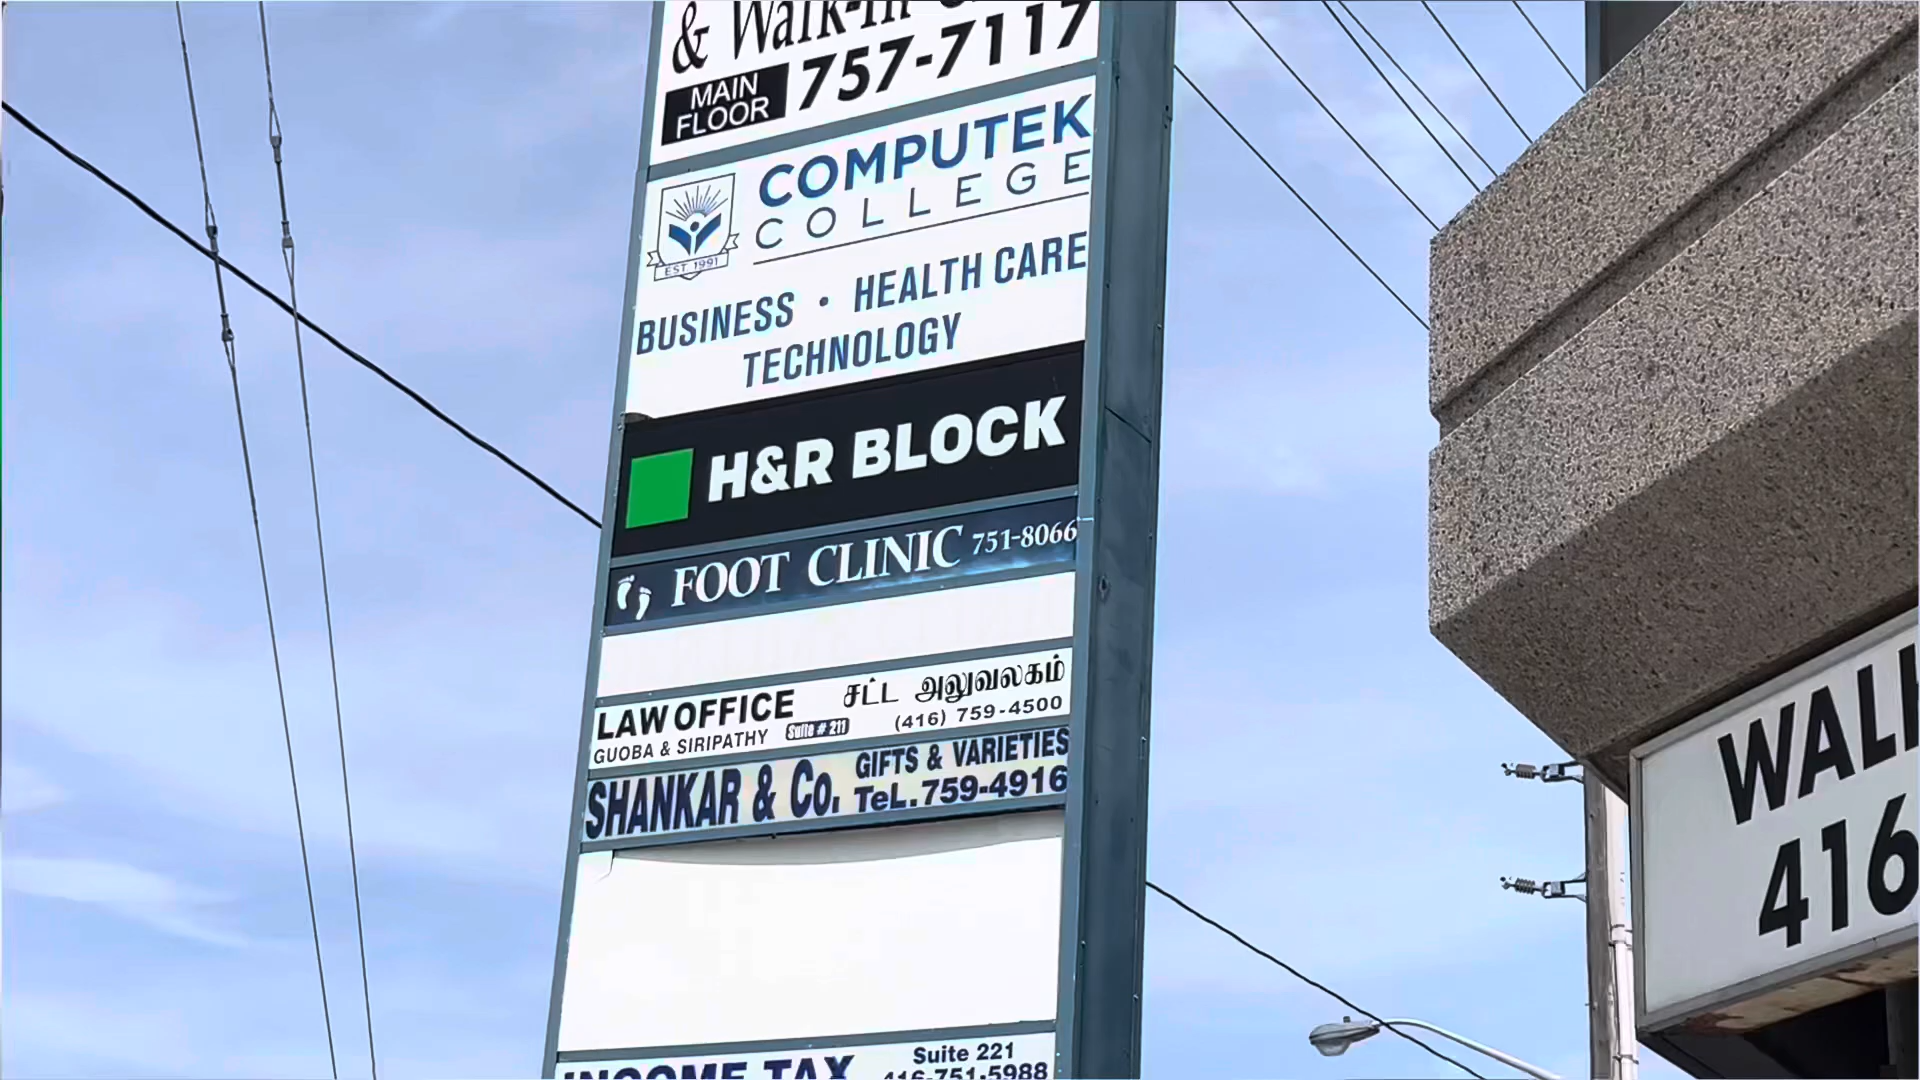 & Walk-in
MAIN FLOOR 757-7117
COMPUTEK
COLLEGE
EST. 1991
BUSINESS • HEALTH CARE
TECHNOLOGY
H&R BLOCK
FOOT CLINIC 751-8066
LAW OFFICE சட்ட அலுவலகம்
GUOBA & SIRIPATHY Suite # 211 (416) 759-4500
SHANKAR & Co. GIFTS & VARIETIES
TeL. 759-4916
INCOME TAX Suite 221
416-751-5988
WAL
416